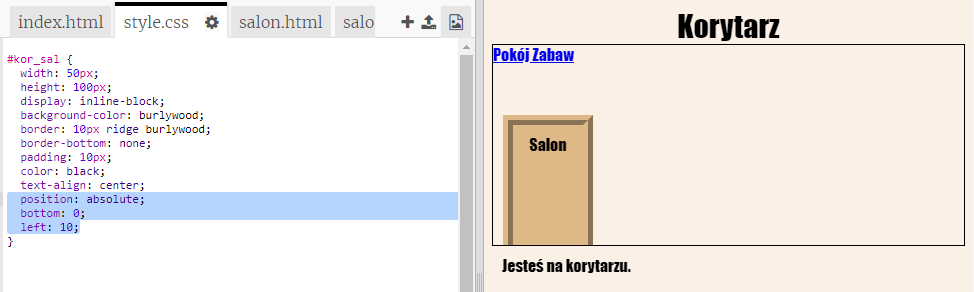 index.html style.css salon.html salo
#kor_sal {
width: 50px;
height: 100px;
display: inline-block;
background-color: burlywood;
border: 10px ridge burlywood;
border-bottom: none;
padding: 10px;
color: black;
text-align: center;
position: absolute;
bottom: 0;
left: 10;
}
Korytarz
Pokój Zabaw
Salon
Jesteś na korytarzu.